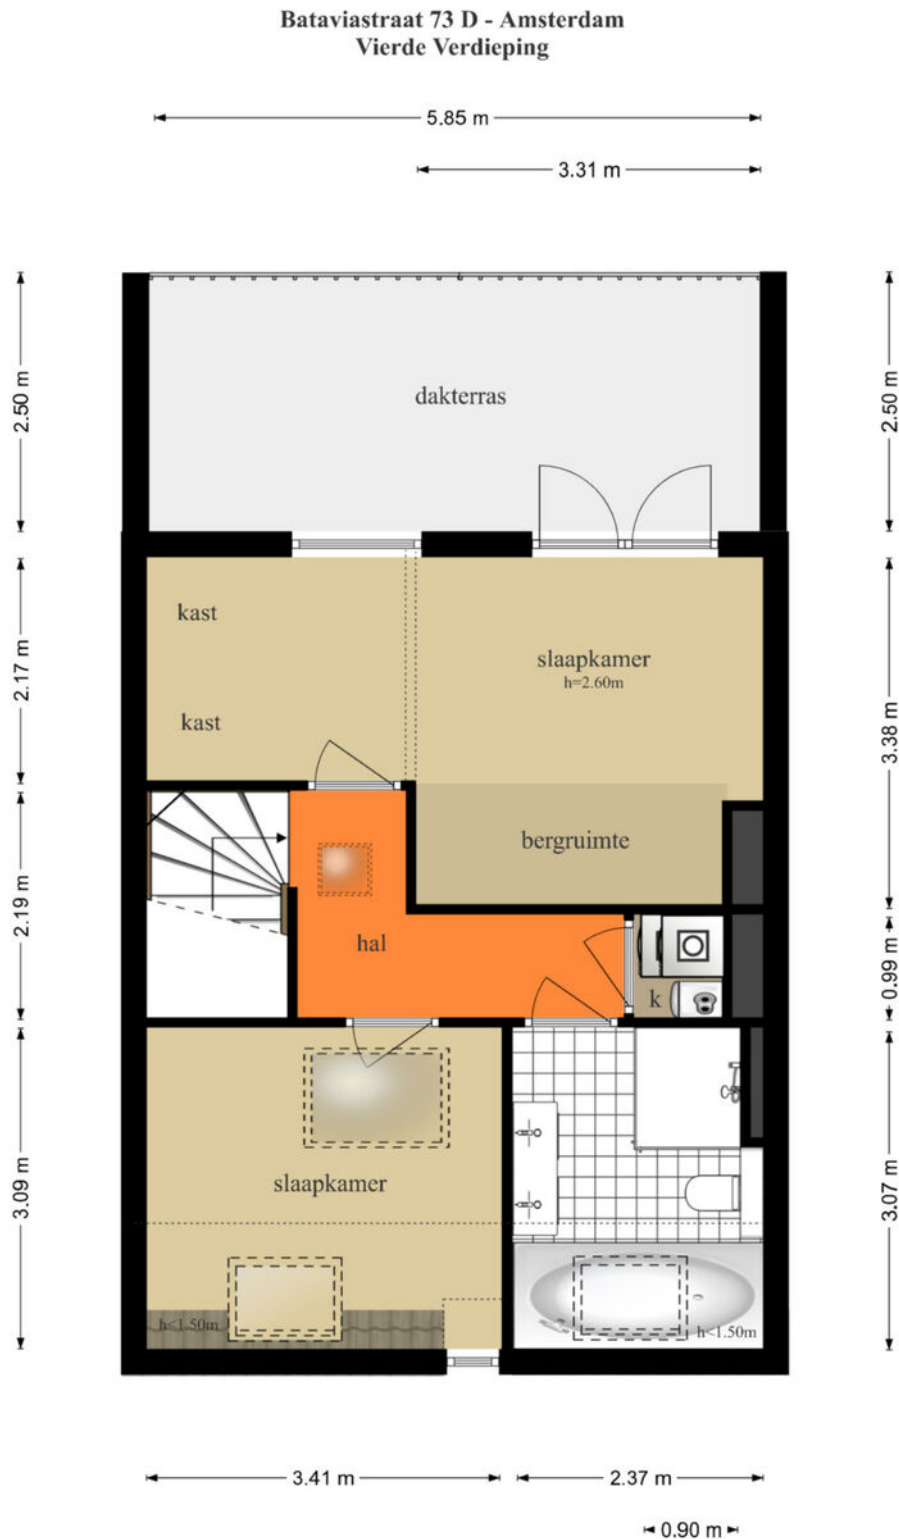 Bataviastraat 73 D - Amsterdam
Vierde Verdieping
5.85 m
3.31 m
2.50 m
2.50 m
dakterras
kast
slaapkamer
h=2.60m
2.17 m
kast
3.38 m
bergruimte
2.19 m
hal
0.99 m
k
slaapkamer
3.09 m
3.07 m
h<1.50m
h<1.50m
3.41 m
2.37 m
0.90 m